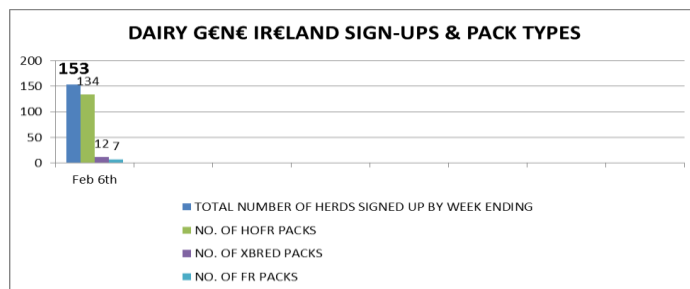 DAIRY G€N€ IR€LAND SIGN-UPS & PACK TYPES
200
153
150
134
100
50
12
7
0
Feb 6th
TOTAL NUMBER OF HERDS SIGNED UP BY WEEK ENDING
NO. OF HOFR PACKS
NO. OF XBRED PACKS
NO. OF FR PACKS